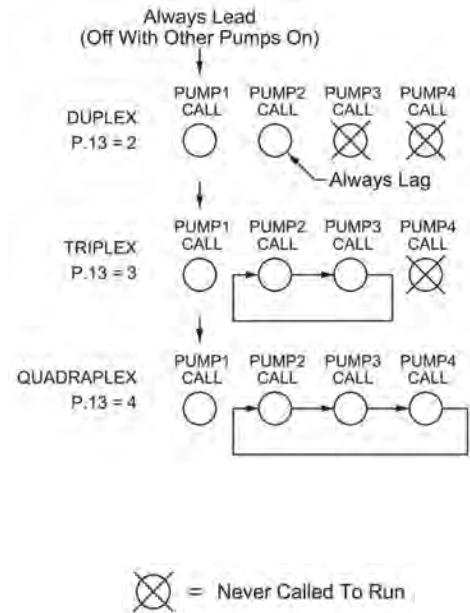 Always Lead
(Off With Other Pumps On)
DUPLEX
P.13 = 2
PUMP1 CALL
PUMP2 CALL
PUMP3 CALL
PUMP4 CALL
Always Lag
TRIPLEX
P.13 = 3
PUMP1 CALL
PUMP2 CALL
PUMP3 CALL
PUMP4 CALL
QUADRAPLEX
P.13 = 4
PUMP1 CALL
PUMP2 CALL
PUMP3 CALL
PUMP4 CALL
= Never Called To Run